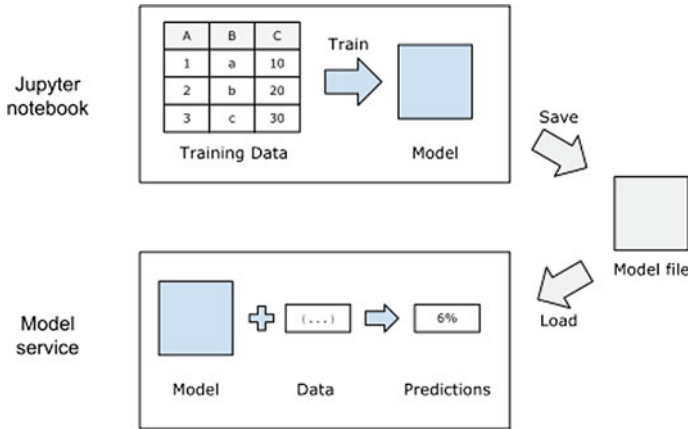 Jupyter
notebook
A B C
1 a 10
2 b 20
3 c 30
Training Data
Train
Model
Save
Model file
Load
Model
service
{...}
6%
Model
Data
Predictions